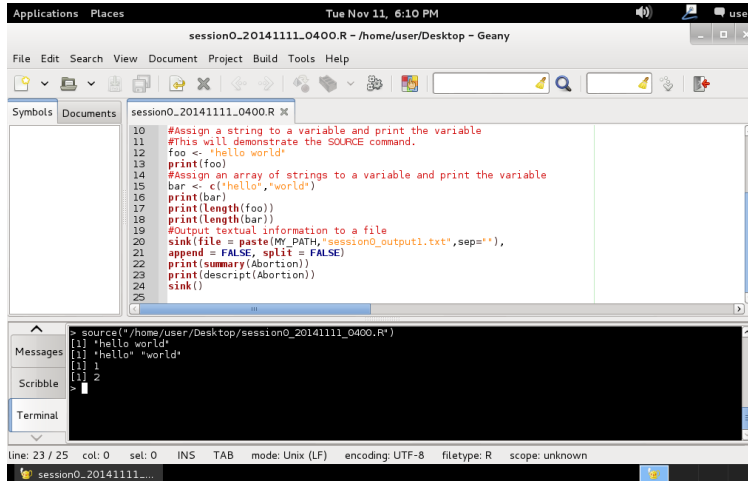 Applications Places Tue Nov 11, 6:10 PM use
session0_20141111_0400.R - /home/user/Desktop - Geany
File Edit Search View Document Project Build Tools Help
Symbols Documents session0_20141111_0400.R
10 #Assign a string to a variable and print the variable
11 #This will demonstrate the SOURCE command.
12 foo <- "hello world"
13 print(foo)
14 #Assign an array of strings to a variable and print the variable
15 bar <- c("hello","world")
16 print(bar)
17 print(length(foo))
18 print(length(bar))
19 #Output textual information to a file
20 sink(file = paste(MY_PATH,"session0_output1.txt",sep=""),
21 append = FALSE, split = FALSE)
22 print(summary(Abortion))
23 print(descript(Abortion))
24 sink()
25
> source("/home/user/Desktop/session0_20141111_0400.R")
[1] "hello world"
[1] "hello" "world"
[1] 1
[1] 2
>
Messages
Scribble
Terminal
line: 23 / 25 col: 0 sel: 0 INS TAB mode: Unix (LF) encoding: UTF-8 filetype: R scope: unknown
session0_20141111_...